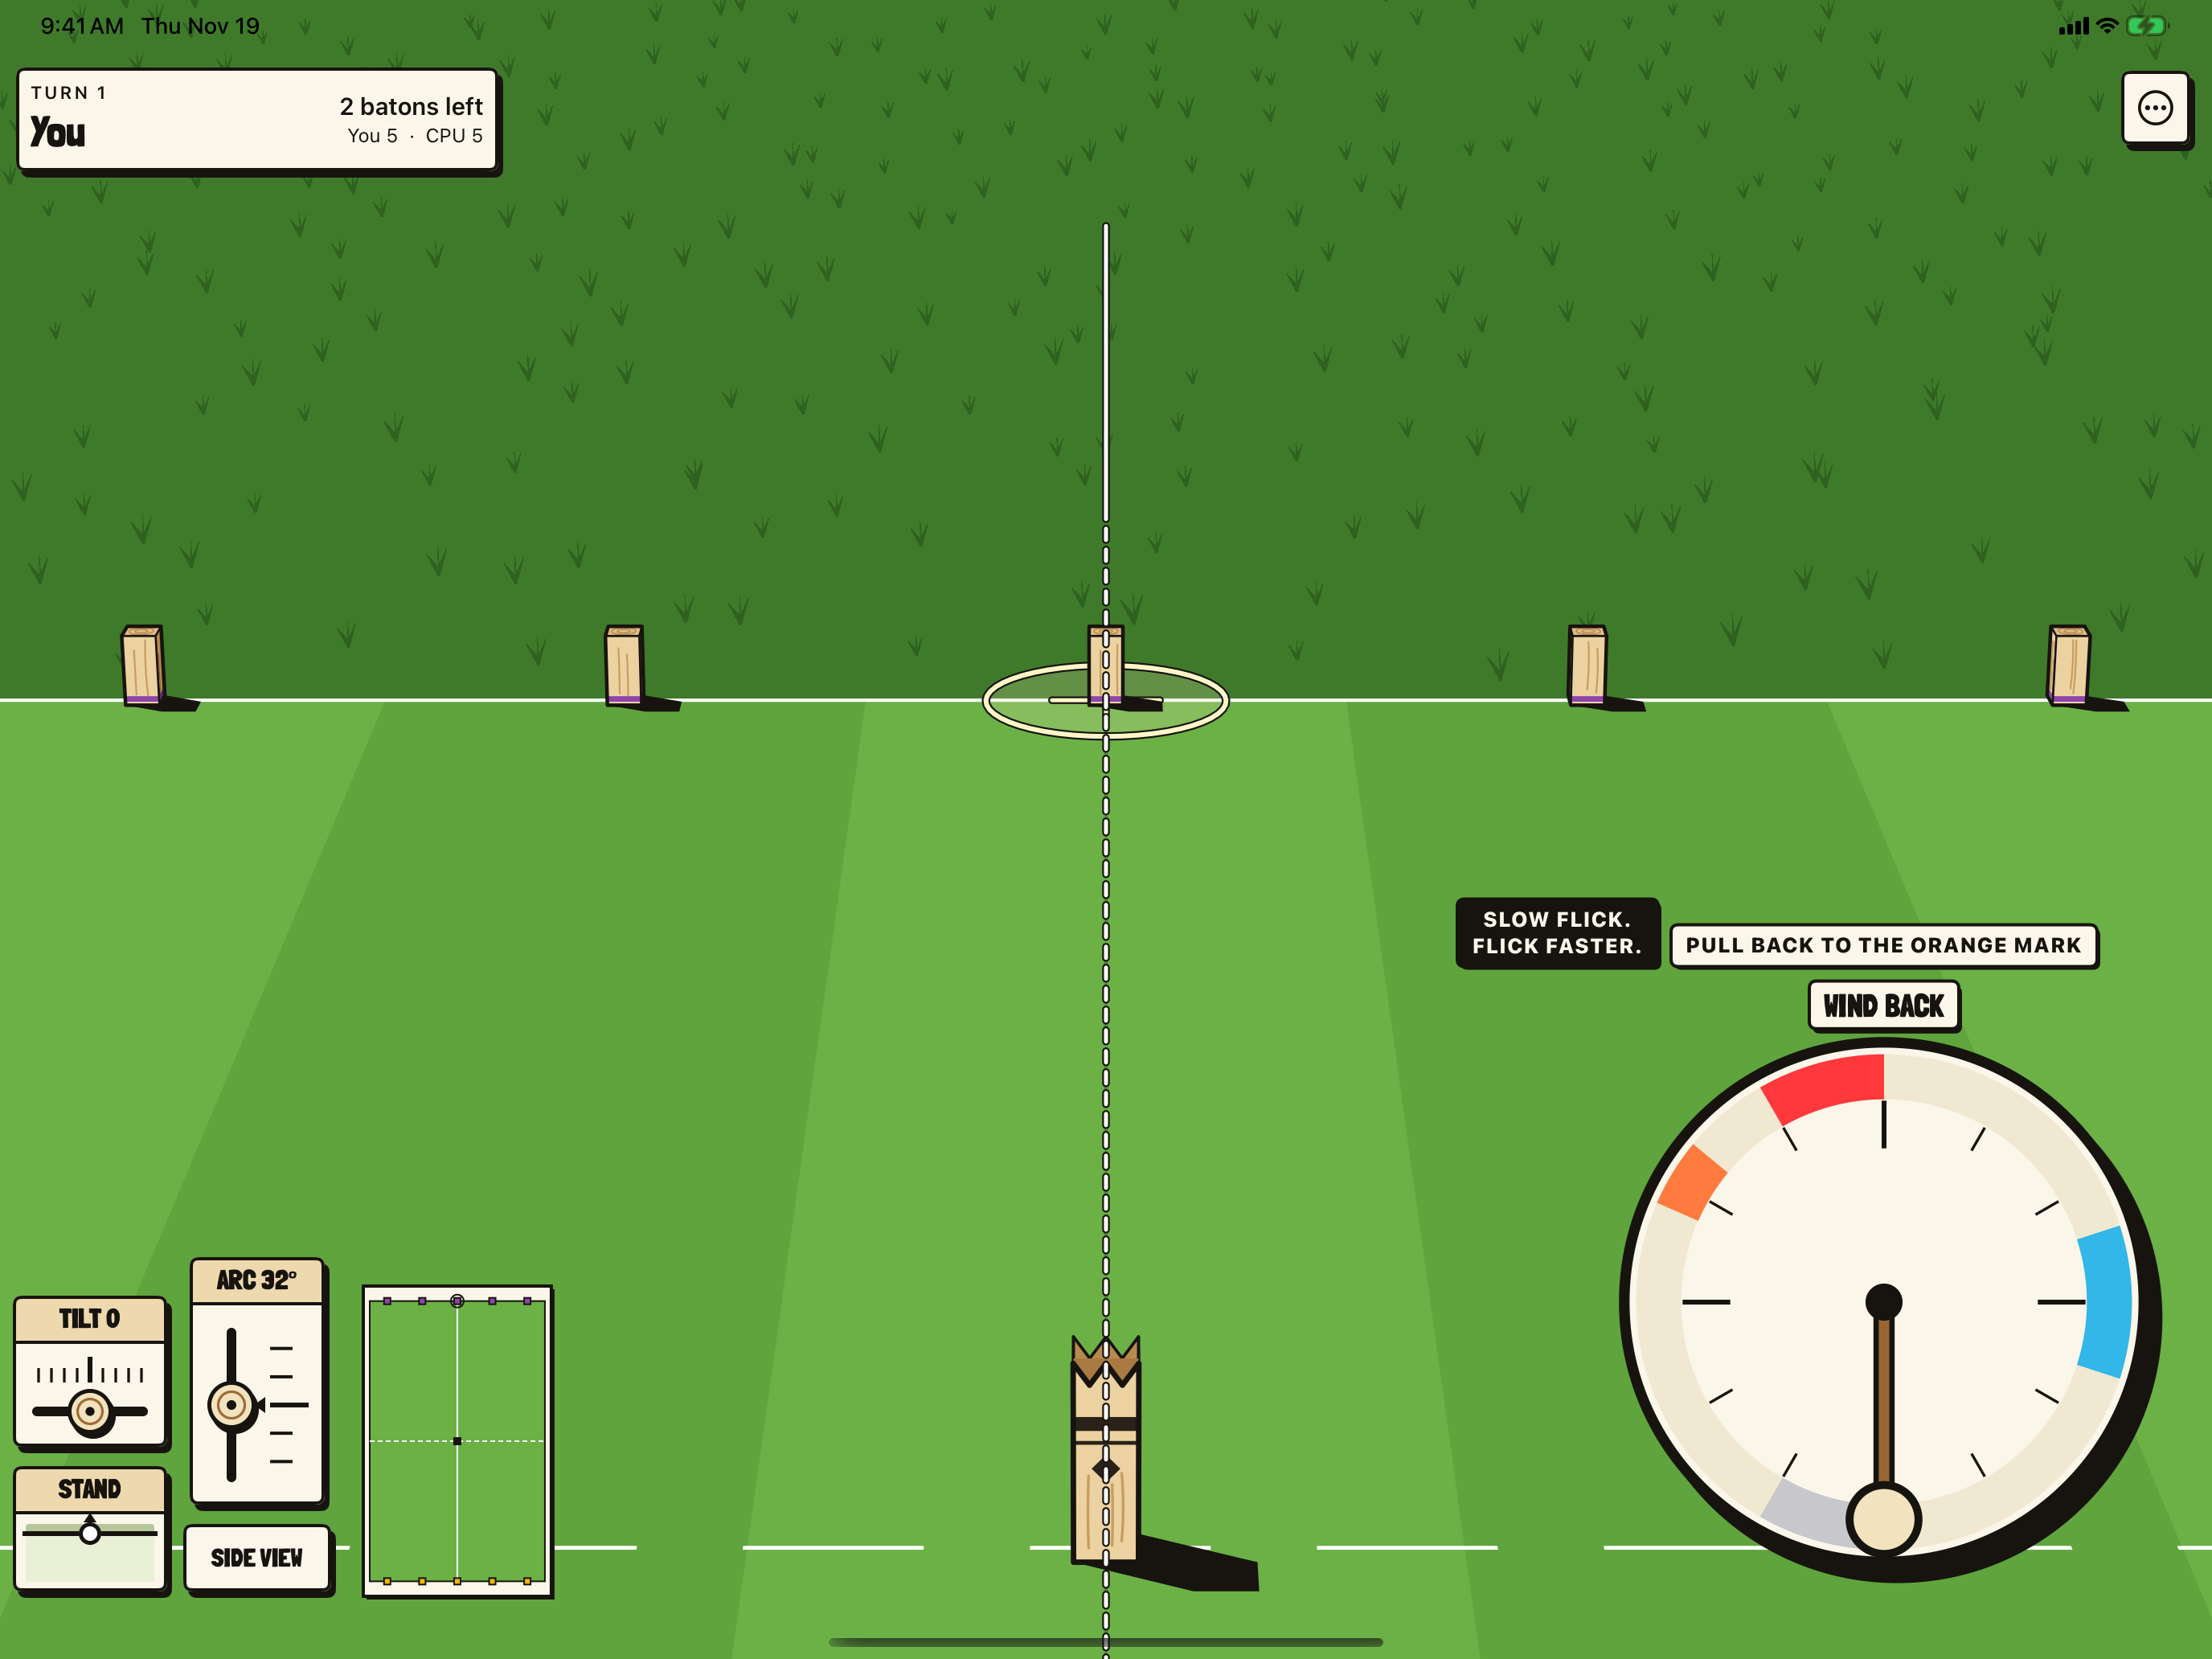 9:41 AM Thu Nov 19
TURN 1
You
2 batons left
You 5 · CPU 5
SLOW FLICK.
FLICK FASTER.
PULL BACK TO THE ORANGE MARK
WIND BACK
ARC 32°
TILT 0
STAND
SIDE VIEW